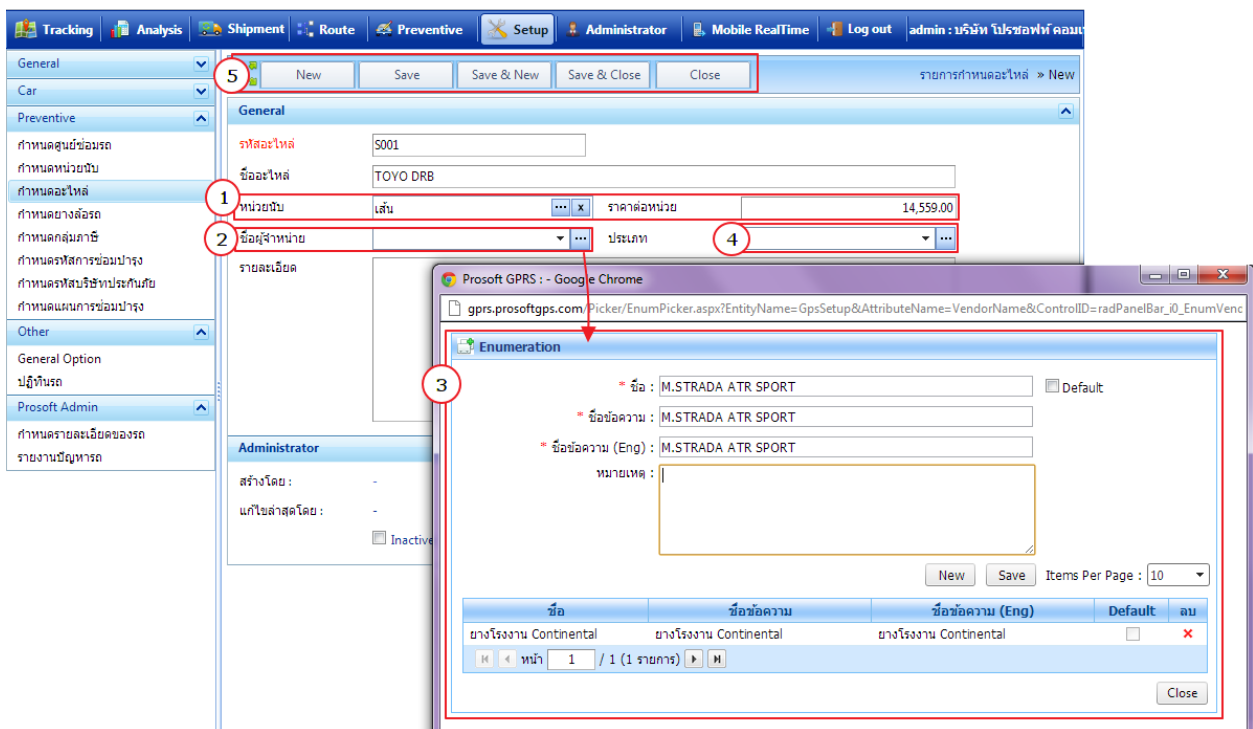 Tracking Analysis Shipment Route Preventive Setup Administrator Mobile RealTime Log out admin : บริษัท โปรซอฟท์ คอมเ
General
Car
Preventive
กำหนดศูนย์ซ่อมรถ
กำหนดหน่วยนับ
กำหนดอะไหล่
กำหนดยางล้อรถ
กำหนดกลุ่มภาษี
กำหนดรหัสการซ่อมบำรุง
กำหนดรหัสบริษัทประกันภัย
กำหนดแผนการซ่อมบำรุง
Other
General Option
ปฏิทินรถ
Prosoft Admin
กำหนดรายละเอียดของรถ
รายงานปัญหารถ
5 New Save Save & New Save & Close Close รายการกำหนดอะไหล่ » New
General
รหัสอะไหล่ S001
ชื่ออะไหล่ TOYO DRB
1 หน่วยนับ เส้น ... x ราคาต่อหน่วย 14,559.00
2 ชื่อผู้จำหน่าย ... ประเภท 4 ...
รายละเอียด
Administrator
สร้างโดย : -
แก้ไขล่าสุดโดย : -
Inactive
Prosoft GPRS : - Google Chrome
gprs.prosoftgps.com/Picker/EnumPicker.aspx?EntityName=GpsSetup&AttributeName=VendorName&ControlID=radPanelBar_i0_EnumVenc
Enumeration
3 * ชื่อ : M.STRADA ATR SPORT Default
* ชื่อข้อความ : M.STRADA ATR SPORT
* ชื่อข้อความ (Eng) : M.STRADA ATR SPORT
หมายเหตุ :
New Save Items Per Page : 10
ชื่อ ชื่อข้อความ ชื่อข้อความ (Eng) Default ลบ
ยางโรงงาน Continental ยางโรงงาน Continental ยางโรงงาน Continental
หน้า 1 / 1 (1 รายการ)
Close